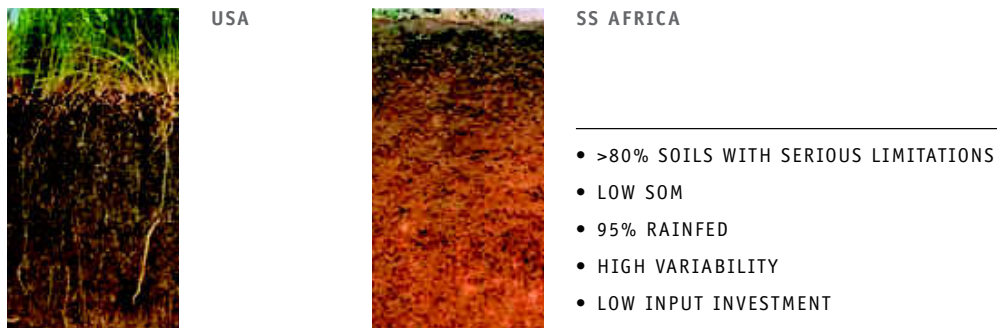 USA
SS AFRICA
• >80% SOILS WITH SERIOUS LIMITATIONS
• LOW SOM
• 95% RAINFED
• HIGH VARIABILITY
• LOW INPUT INVESTMENT